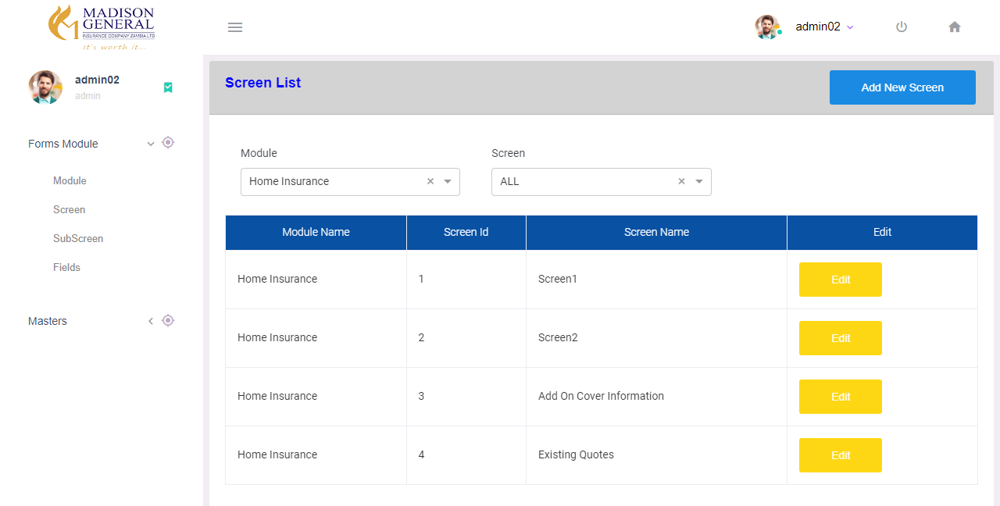 MADISON
GENERAL
INSURANCE COMPANY ZAMBIA LTD
It's worth it...
admin02
admin02
admin
Forms Module
Module
Screen
SubScreen
Fields
Masters
Screen List
Add New Screen
Module
Screen
Home Insurance
ALL
Module Name Screen Id Screen Name Edit
Home Insurance 1 Screen1 Edit
Home Insurance 2 Screen2 Edit
Home Insurance 3 Add On Cover Information Edit
Home Insurance 4 Existing Quotes Edit